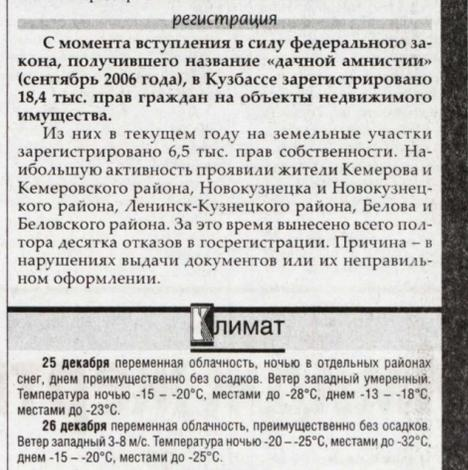 регистрация
С момента вступления в силу федерального за-
кона, получившего название «дачной амнистии»
(сентябрь 2006 года), в Кузбассе зарегистрировано
18,4 тыс. прав граждан на объекты недвижимого
имущества.
Из них в текущем году на земельные участки
зарегистрировано 6,5 тыс. прав собственности. На-
ибольшую активность проявили жители Кемерова и
Кемеровского района, Новокузнецка и Новокузнец-
кого района, Ленинск-Кузнецкого района, Белова и
Беловского района. За это время вынесено всего пол-
тора десятка отказов в госрегистрации. Причина – в
нарушениях выдачи документов или их неправиль-
ном оформлении.
Климат
25 декабря переменная облачность, ночью в отдельных районах
снег, днем преимущественно без осадков. Ветер западный умеренный.
Температура ночью -15 – -20°С, местами до -28°С, днем -13 – -18°С,
местами до -23°С.
26 декабря переменная облачность, преимущественно без осадков.
Ветер западный 3-8 м/с. Температура ночью -20 – -25°С, местами до -32°С,
днем -15 – -20°С, местами до -25°С.